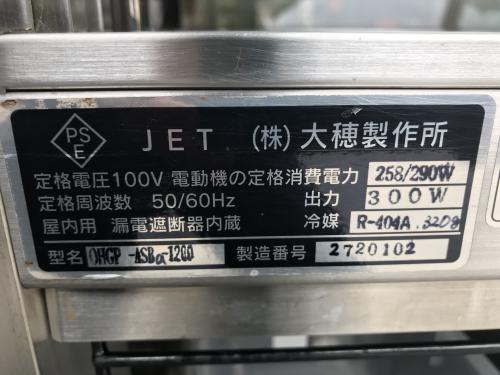 PS
E
JET (株) 大穂製作所
定格電圧100V 電動機の定格消費電力 258/290W
定格周波数 50/60Hz 出力 300W
屋内用 漏電遮断器内蔵 冷媒 R-404A .320g
型名 OHGP-ASBα-1200 製造番号 2720102